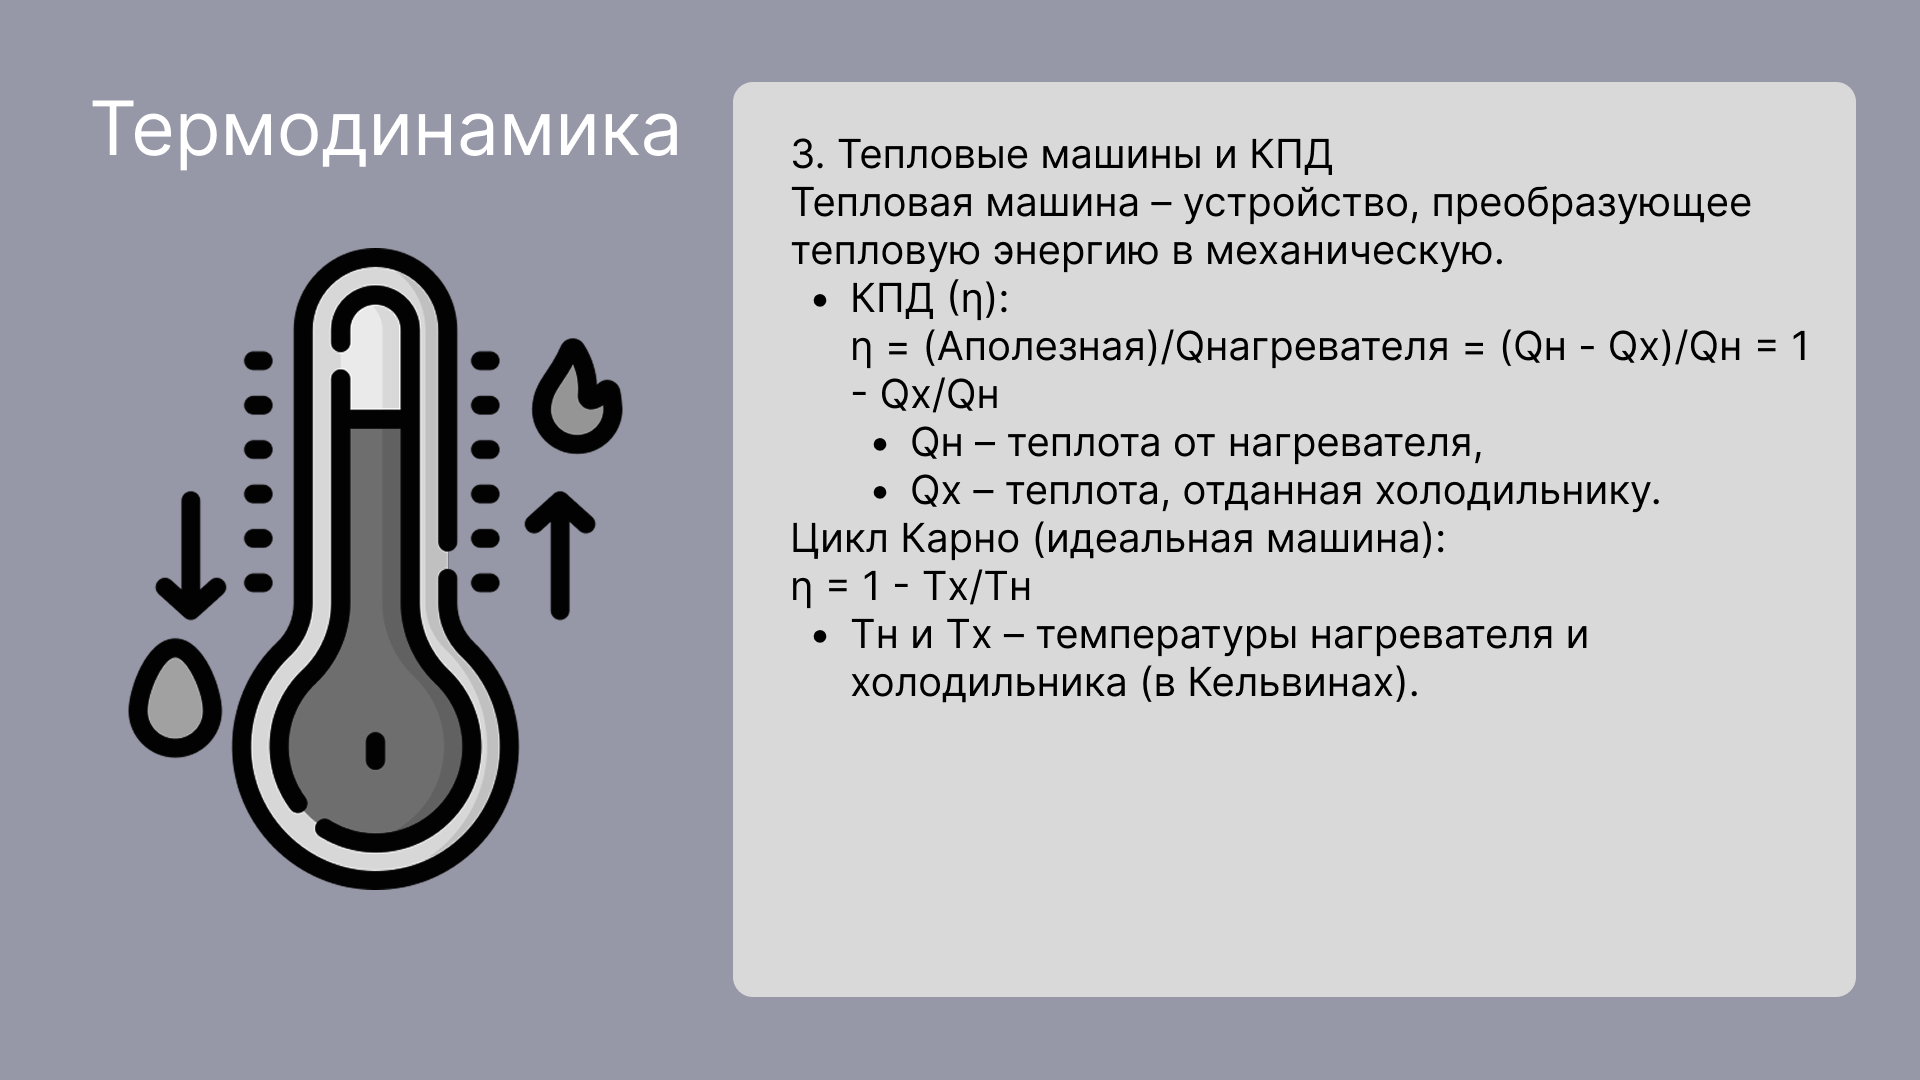 Термодинамика
3. Тепловые машины и КПД
Тепловая машина – устройство, преобразующее
тепловую энергию в механическую.
• КПД (η):
η = (Аполезная)/Qнагревателя = (Qн - Qх)/Qн = 1
- Qх/Qн
• Qн – теплота от нагревателя,
• Qх – теплота, отданная холодильнику.
Цикл Карно (идеальная машина):
η = 1 - Тх/Тн
• Тн и Тх – температуры нагревателя и
холодильника (в Кельвинах).